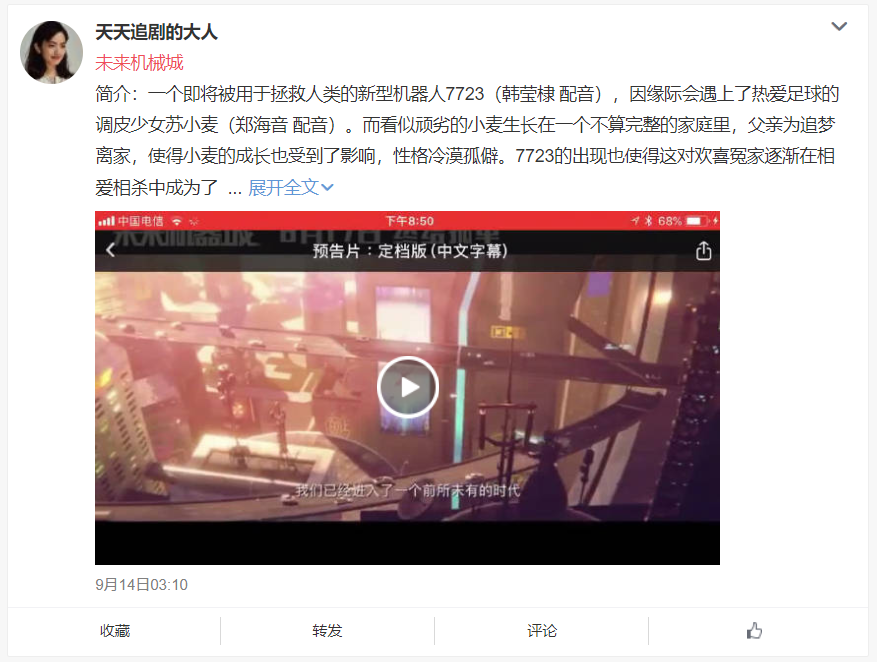 天天追剧的大人
未来机械城
简介：一个即将被用于拯救人类的新型机器人7723（韩莹棣 配音），因缘际会遇上了热爱足球的
调皮少女苏小麦（郑海音 配音）。而看似顽劣的小麦生长在一个不算完整的家庭里，父亲为追梦
离家，使得小麦的成长也受到了影响，性格冷漠孤僻。7723的出现也使得这对欢喜冤家逐渐在相
爱相杀中成为了 ... 展开全文
中国电信 下午8:50 68%
预告片：定档版 (中文字幕)
我们已经进入了一个前所未有的时代
9月14日03:10
收藏 转发 评论